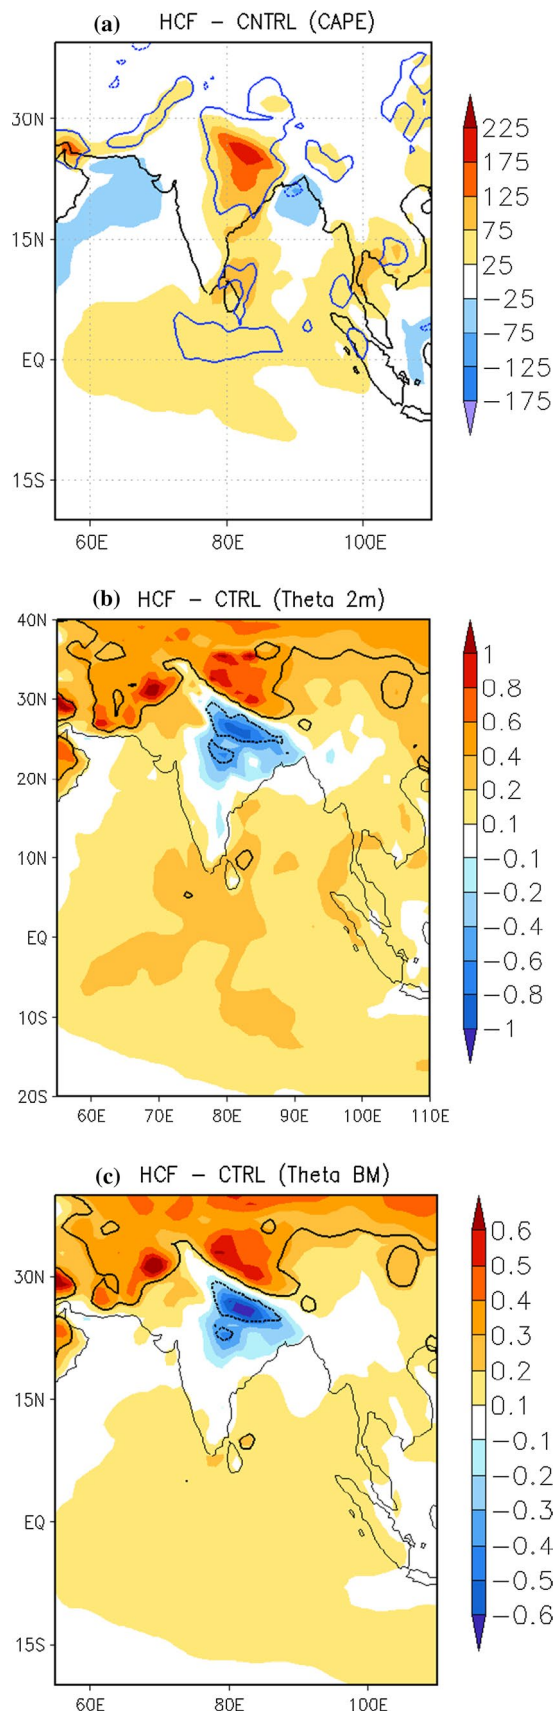 (a) HCF – CNTRL (CAPE)
30N
15N
EQ
15S
60E 80E 100E
225
175
125
75
25
−25
−75
−125
−175
(b) HCF – CTRL (Theta 2m)
40N
30N
20N
10N
EQ
10S
20S
60E 70E 80E 90E 100E 110E
1
0.8
0.6
0.4
0.2
0.1
−0.1
−0.2
−0.4
−0.6
−0.8
−1
(c) HCF – CTRL (Theta BM)
30N
15N
EQ
15S
60E 80E 100E
0.6
0.5
0.4
0.3
0.2
0.1
−0.1
−0.2
−0.3
−0.4
−0.5
−0.6